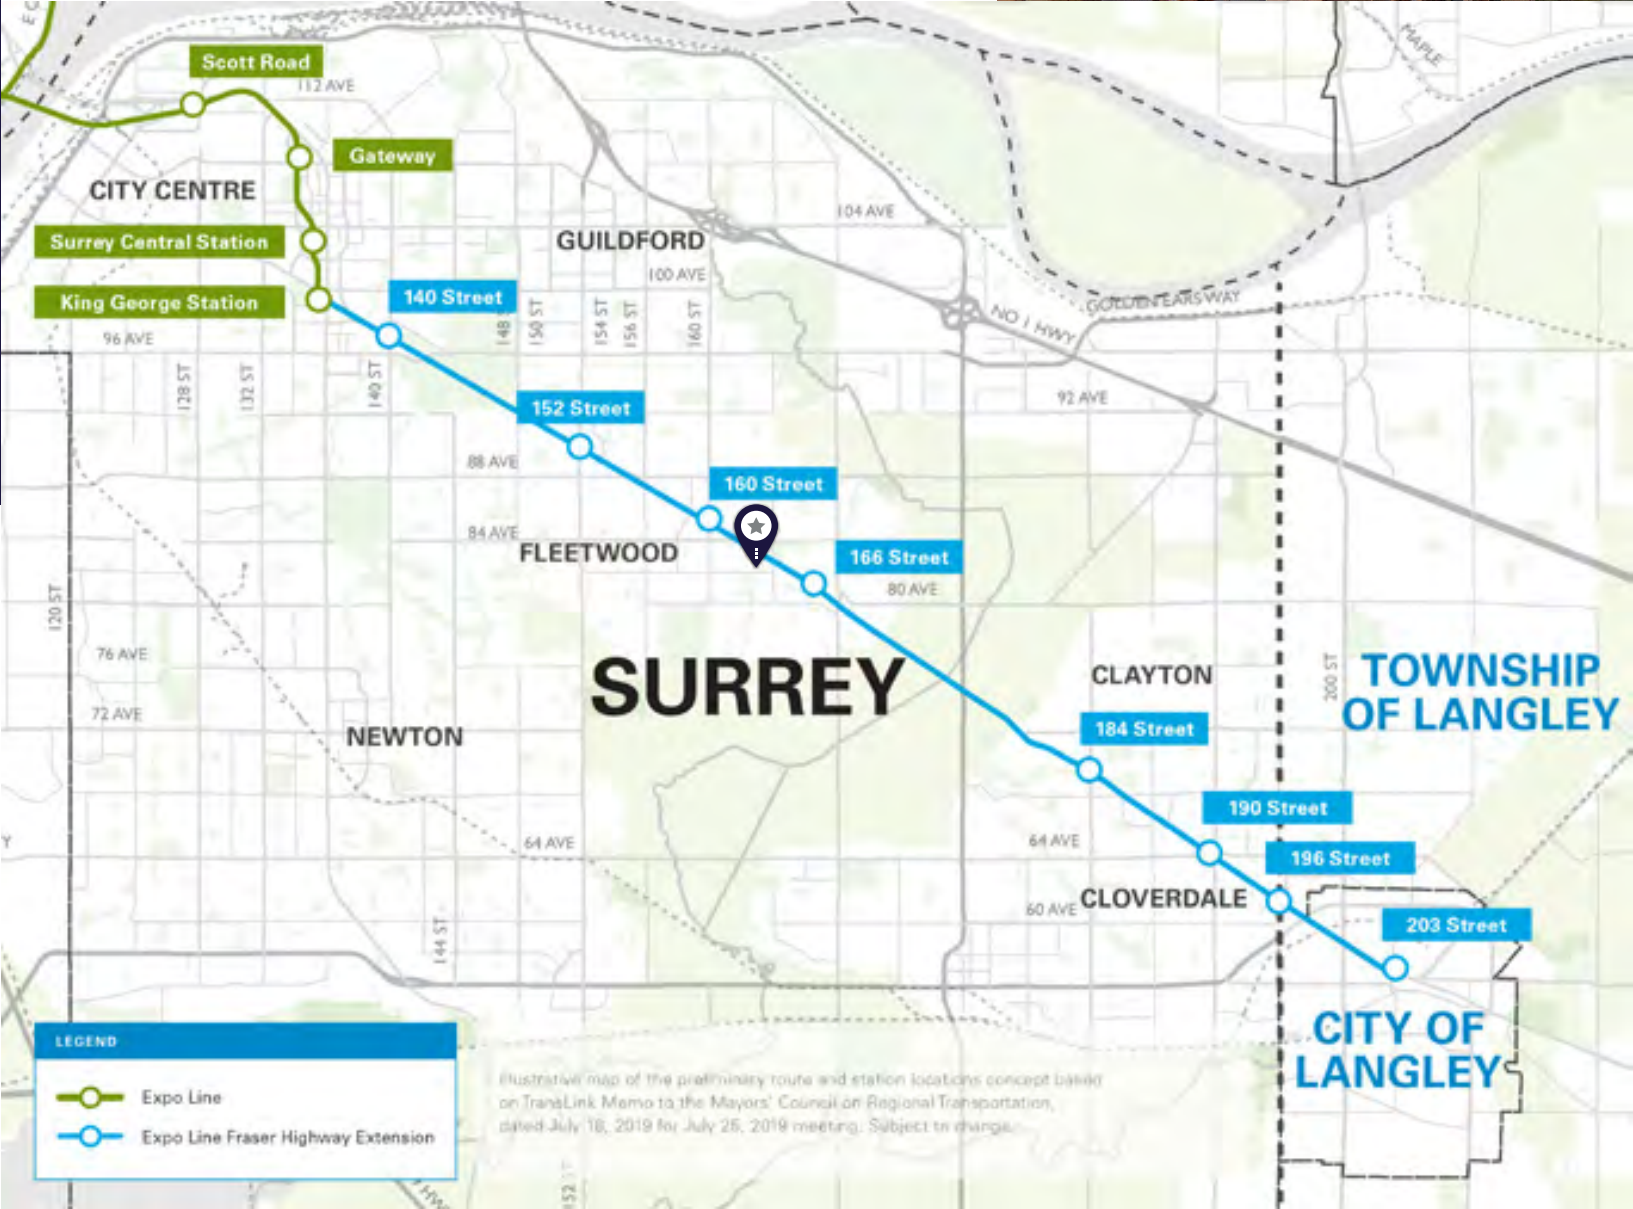 MAPLE
Scott Road
112 AVE
Gateway
CITY CENTRE
104 AVE
Surrey Central Station
GUILDFORD
100 AVE
140 Street
King George Station
GOLDEN EARS WAY
NO 1 HWY
96 AVE
148
150 ST
154 ST
156 ST
160 ST
128 ST
132 ST
140 ST
92 AVE
152 Street
88 AVE
160 Street
84 AVE
FLEETWOOD
166 Street
80 AVE
120 ST
76 AVE
SURREY
CLAYTON
200 ST
TOWNSHIP
OF LANGLEY
72 AVE
NEWTON
184 Street
190 Street
64 AVE
64 AVE
196 Street
60 AVE
CLOVERDALE
203 Street
144 ST
CITY OF
LANGLEY
LEGEND
Expo Line
Expo Line Fraser Highway Extension
Illustrative map of the preliminary route and station locations concept based
on TransLink Memo to the Mayors' Council on Regional Transportation,
dated July 18, 2019 for July 25, 2019 meeting. Subject to change.
152 ST
HW